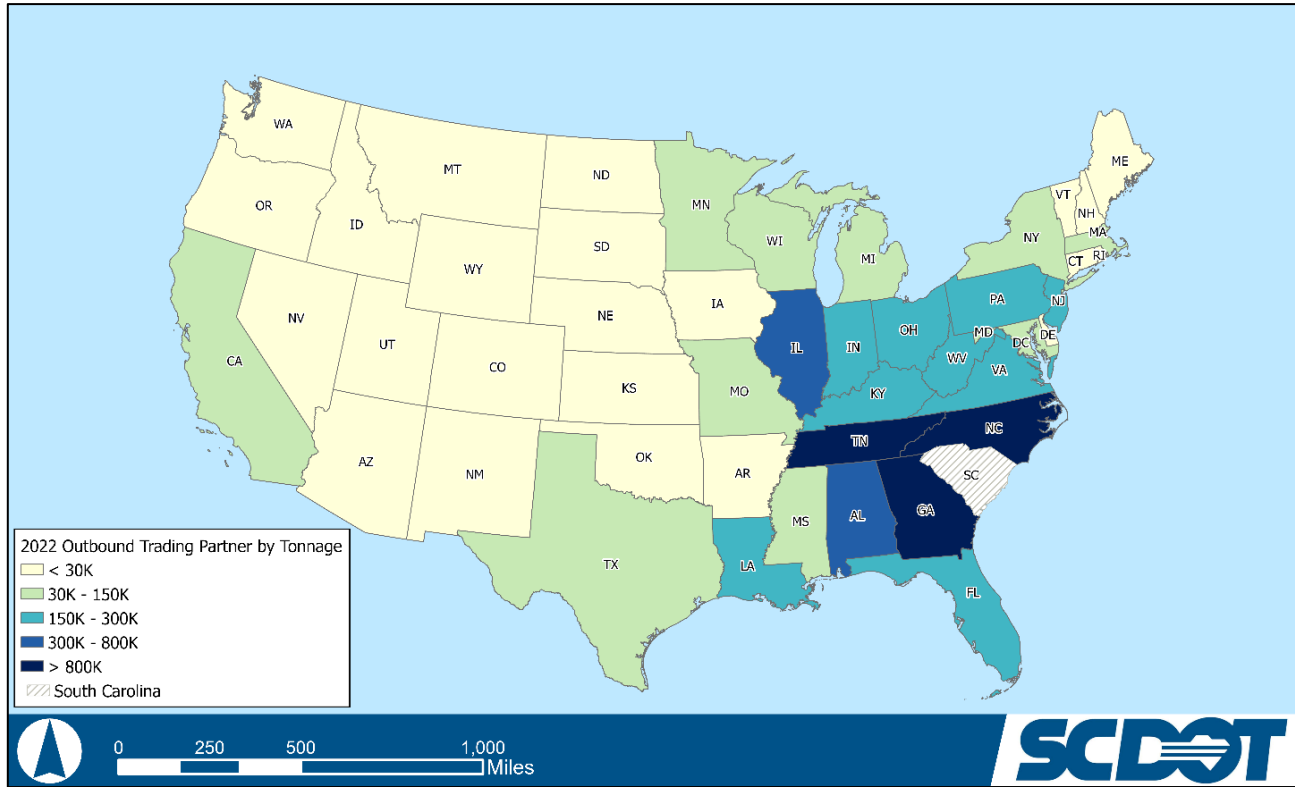 WA
MT
ND
MN
ME
VT
NH
OR
ID
SD
WI
MI
NY
MA
CT
RI
WY
IA
PA
NJ
NV
NE
OH
MD
DE
UT
IL
IN
DC
CA
CO
WV
VA
KS
MO
KY
TN
NC
AZ
NM
OK
AR
SC
MS
AL
GA
TX
LA
FL
2022 Outbound Trading Partner by Tonnage
< 30K
30K - 150K
150K - 300K
300K - 800K
> 800K
South Carolina
0 250 500 1,000
Miles
SCDOT